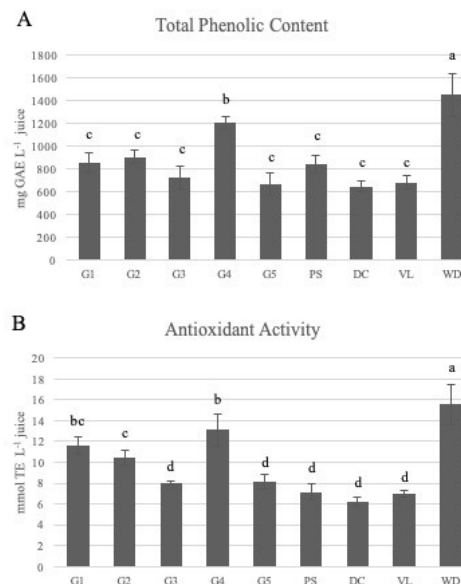 A
Total Phenolic Content
mg GAE L⁻¹ juice
1800
1600
1400
1200
1000
800
600
400
200
0
c
c
c
b
c
c
c
c
a
G1
G2
G3
G4
G5
PS
DC
VL
WD
B
Antioxidant Activity
mmol TE L⁻¹ juice
20
18
16
14
12
10
8
6
4
2
0
bc
c
d
b
d
d
d
d
a
G1
G2
G3
G4
G5
PS
DC
VL
WD